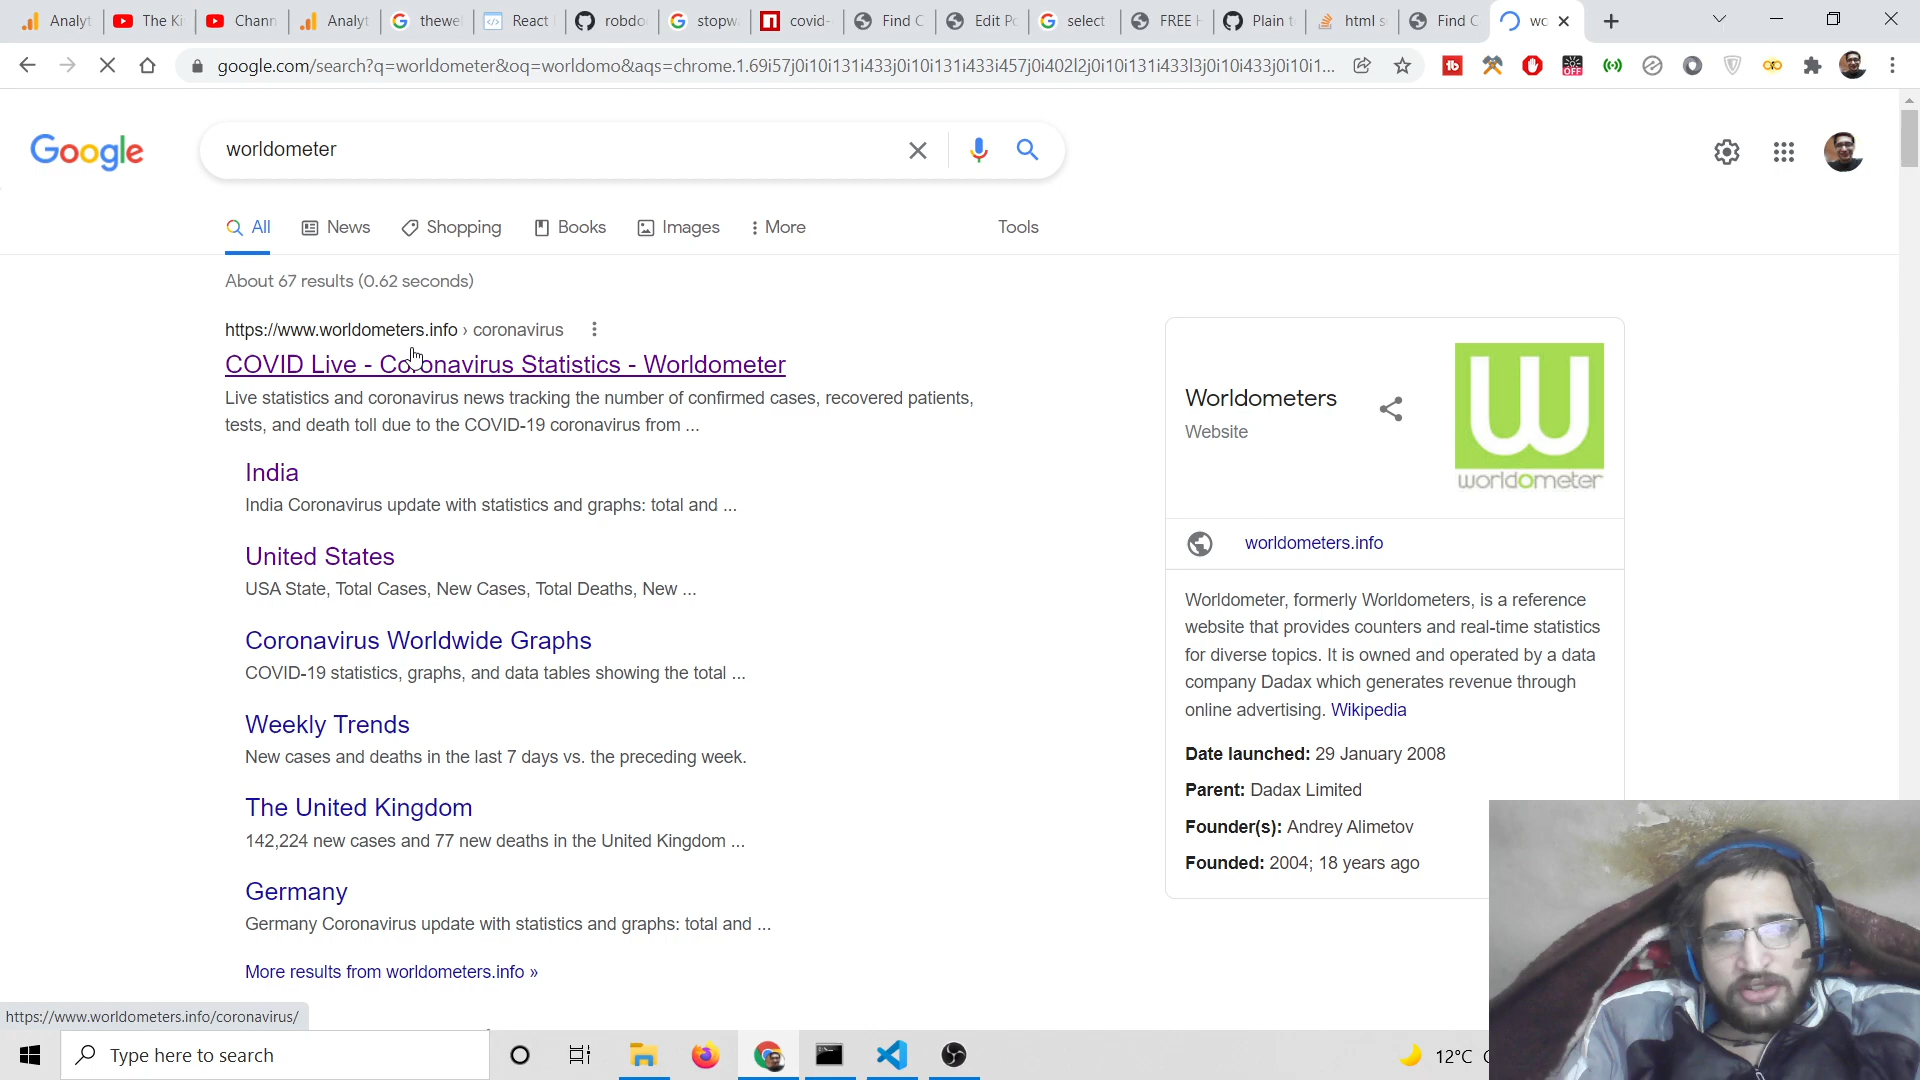 Analyt
The Ki
Chann
Analyt
thewe
React
robdo
stopw
covid-
Find C
Edit Po
select
FREE H
Plain t
html s
Find C
wo
google.com/search?q=worldometer&oq=worldomo&aqs=chrome.1.69i57j0i10i131i433j0i10i131i433i457j0i402l2j0i10i131i433l3j0i10i433j0i10i1...
Google
worldometer
All
News
Shopping
Books
Images
More
Tools
About 67 results (0.62 seconds)
https://www.worldometers.info › coronavirus
COVID Live - Coronavirus Statistics - Worldometer
Live statistics and coronavirus news tracking the number of confirmed cases, recovered patients,
tests, and death toll due to the COVID-19 coronavirus from ...
India
India Coronavirus update with statistics and graphs: total and ...
United States
USA State, Total Cases, New Cases, Total Deaths, New ...
Coronavirus Worldwide Graphs
COVID-19 statistics, graphs, and data tables showing the total ...
Weekly Trends
New cases and deaths in the last 7 days vs. the preceding week.
The United Kingdom
142,224 new cases and 77 new deaths in the United Kingdom ...
Germany
Germany Coronavirus update with statistics and graphs: total and ...
More results from worldometers.info »
Worldometers
Website
worldometer
worldometers.info
Worldometer, formerly Worldometers, is a reference
website that provides counters and real-time statistics
for diverse topics. It is owned and operated by a data
company Dadax which generates revenue through
online advertising. Wikipedia
Date launched: 29 January 2008
Parent: Dadax Limited
Founder(s): Andrey Alimetov
Founded: 2004; 18 years ago
https://www.worldometers.info/coronavirus/
Type here to search
12°C